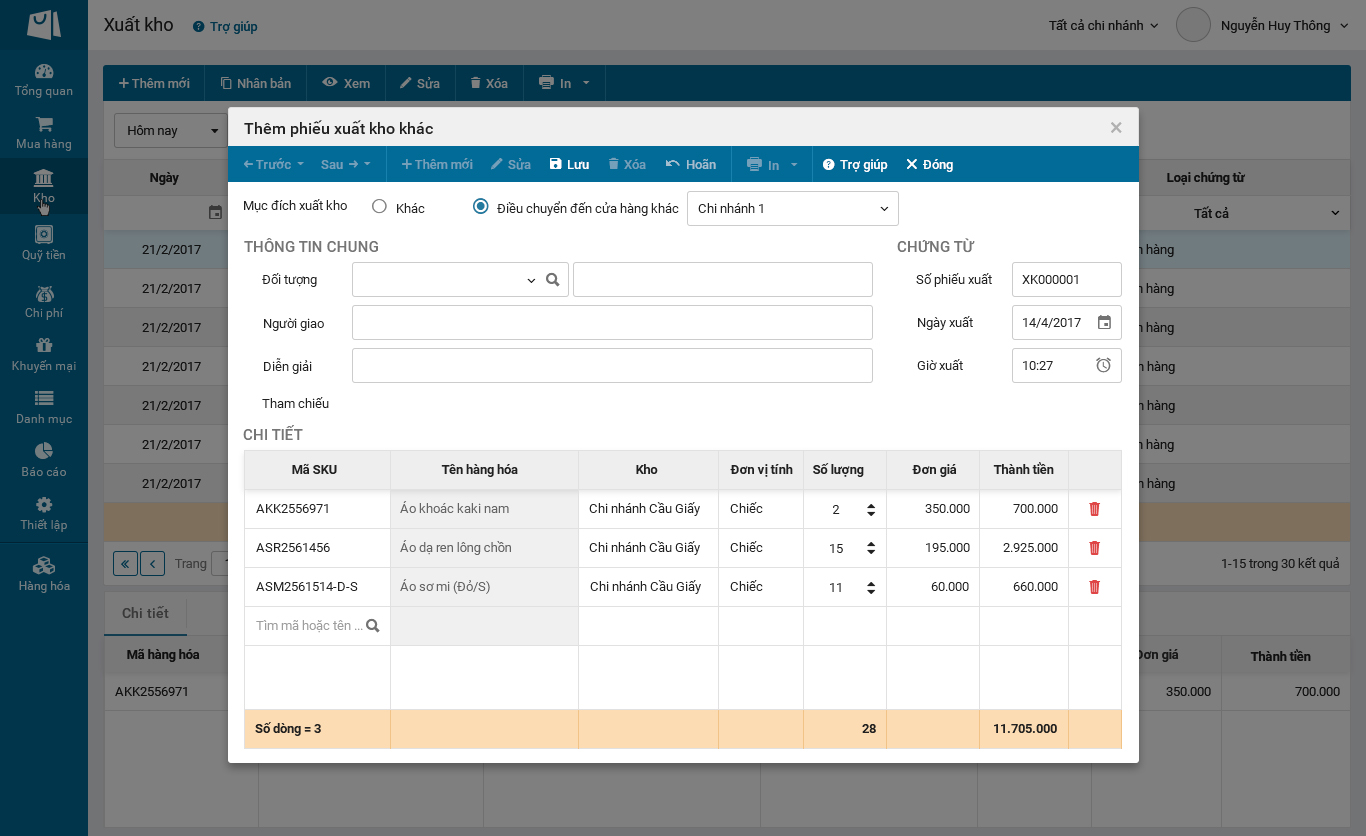 Xuất kho
Trợ giúp
Tất cả chi nhánh
Nguyễn Huy Thông
Tổng quan
Mua hàng
Kho
Quỹ tiền
Chi phí
Khuyến mại
Danh mục
Báo cáo
Thiết lập
Hàng hóa
Thêm mới Nhân bản Xem Sửa Xóa In
Hôm nay
Ngày Loại chứng từ
Tất cả
21/2/2017 hàng
21/2/2017 hàng
21/2/2017 hàng
21/2/2017 hàng
21/2/2017 hàng
21/2/2017 hàng
21/2/2017 hàng
Thêm phiếu xuất kho khác
Trước Sau Thêm mới Sửa Lưu Xóa Hoãn In Trợ giúp Đóng
Mục đích xuất kho Khác Điều chuyển đến cửa hàng khác Chi nhánh 1
THÔNG TIN CHUNG CHỨNG TỪ
Đối tượng Số phiếu xuất XK000001
Người giao Ngày xuất 14/4/2017
Diễn giải Giờ xuất 10:27
Tham chiếu
CHI TIẾT
Mã SKU Tên hàng hóa Kho Đơn vị tính Số lượng Đơn giá Thành tiền
AKK2556971 Áo khoác kaki nam Chi nhánh Cầu Giấy Chiếc 2 350.000 700.000
ASR2561456 Áo dạ ren lông chồn Chi nhánh Cầu Giấy Chiếc 15 195.000 2.925.000
ASM2561514-D-S Áo sơ mi (Đỏ/S) Chi nhánh Cầu Giấy Chiếc 11 60.000 660.000
Tìm mã hoặc tên ...
Số dòng = 3 28 11.705.000
Trang 1-15 trong 30 kết quả
Chi tiết
Mã hàng hóa Đơn giá Thành tiền
AKK2556971 350.000 700.000